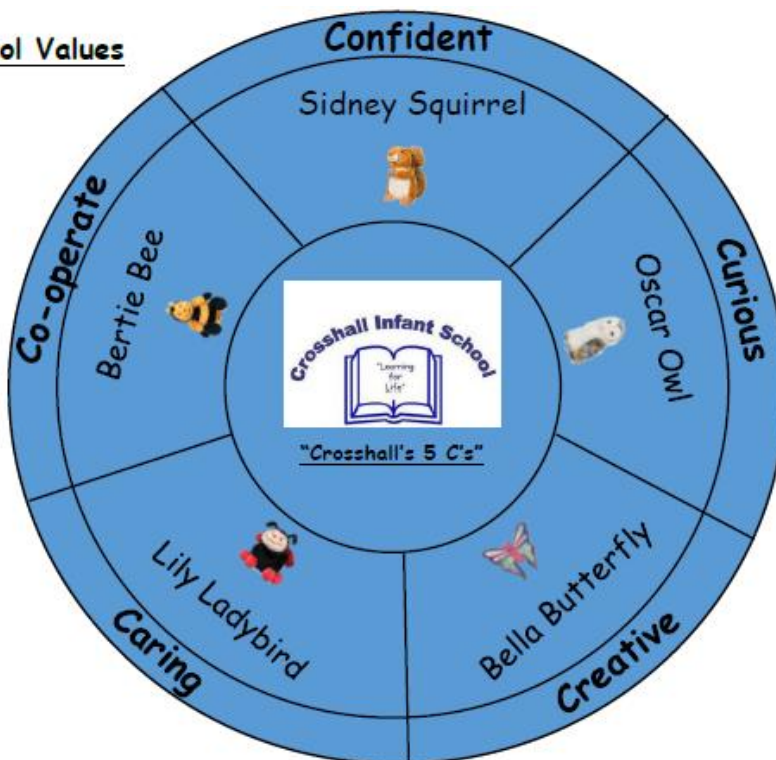 ol Values
Confident
Sidney Squirrel
Curious
Oscar Owl
Creative
Bella Butterfly
Caring
Lily Ladybird
Co-operate
Bertie Bee
Crosshall Infant School
"Learning
for
Life"
"Crosshall's 5 C's"